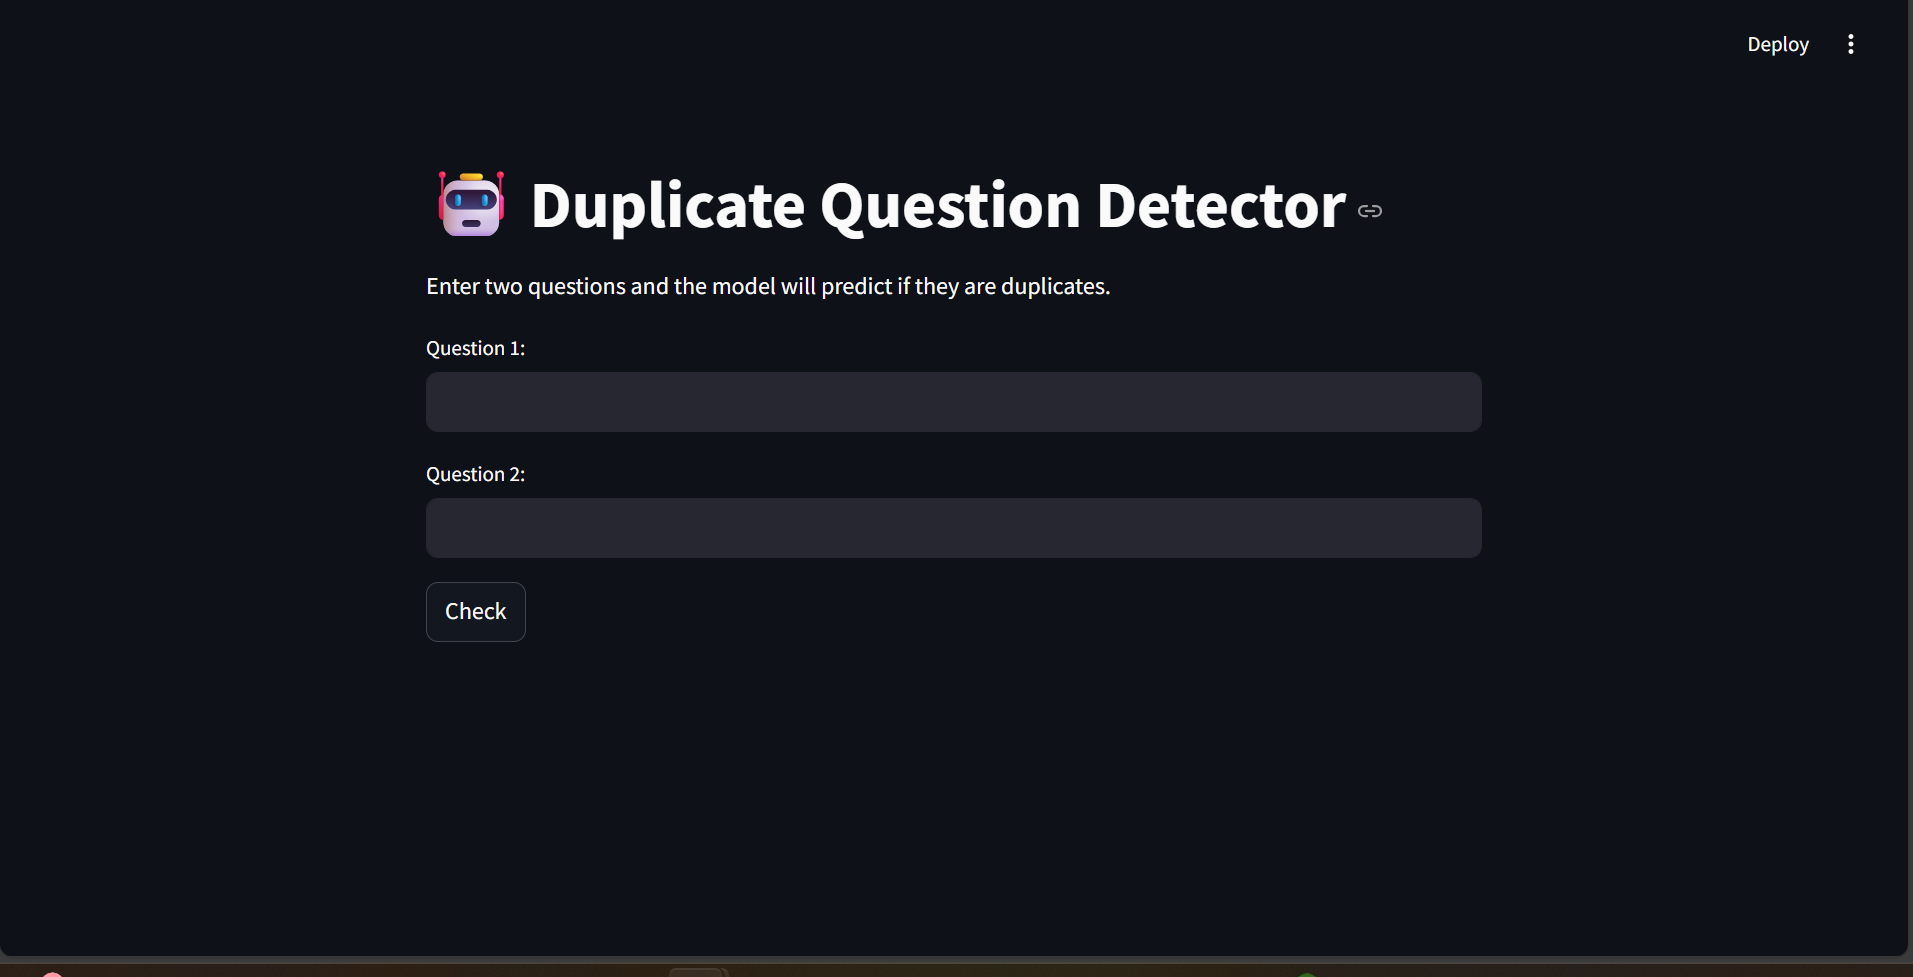 Deploy
Duplicate Question Detector
Enter two questions and the model will predict if they are duplicates.
Question 1:
Question 2:
Check